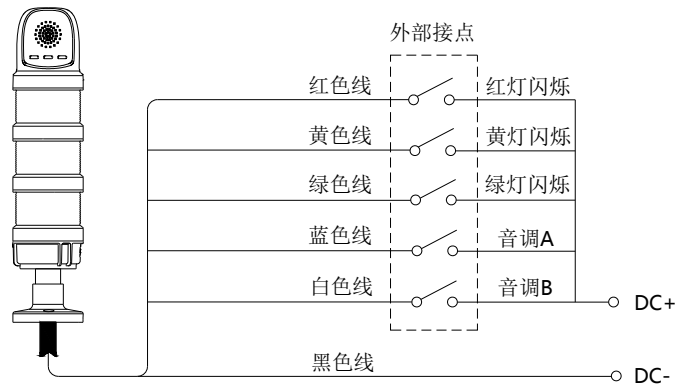 外部接点
红色线 红灯闪烁
黄色线 黄灯闪烁
绿色线 绿灯闪烁
蓝色线 音调A
白色线 音调B
DC+
黑色线
DC-